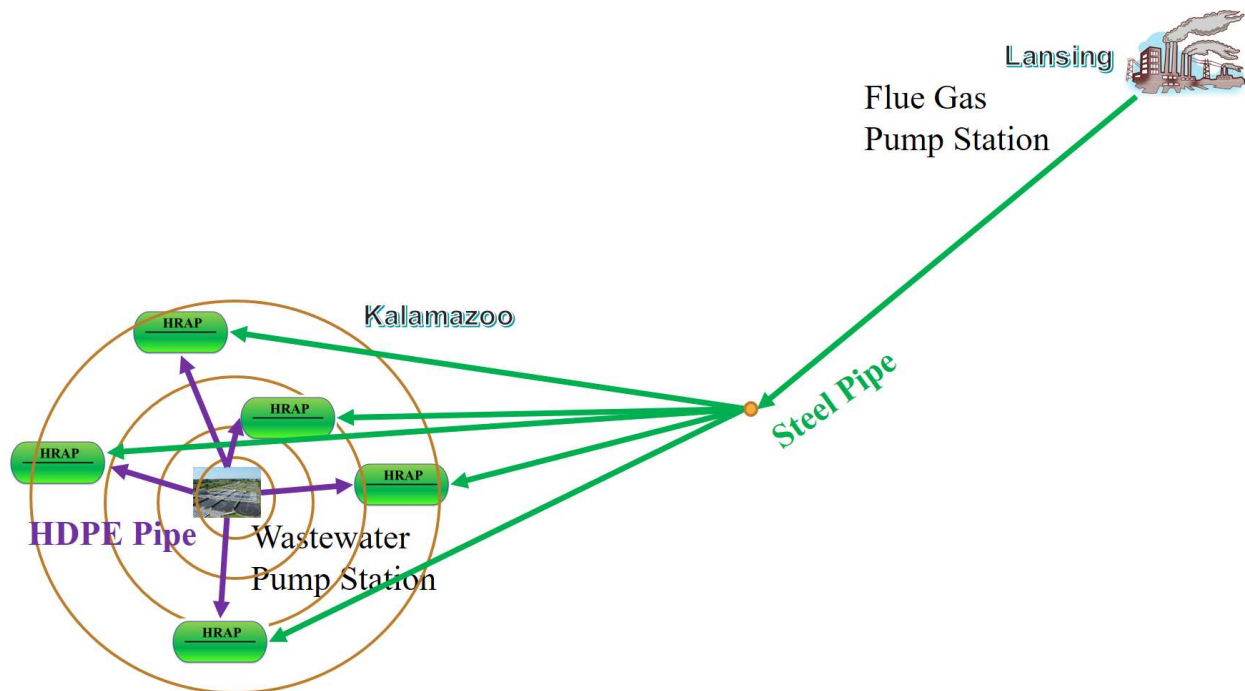 Lansing
Flue Gas
Pump Station
Kalamazoo
HRAP
Steel Pipe
HRAP
HRAP
HRAP
HDPE Pipe
Wastewater
Pump Station
HRAP